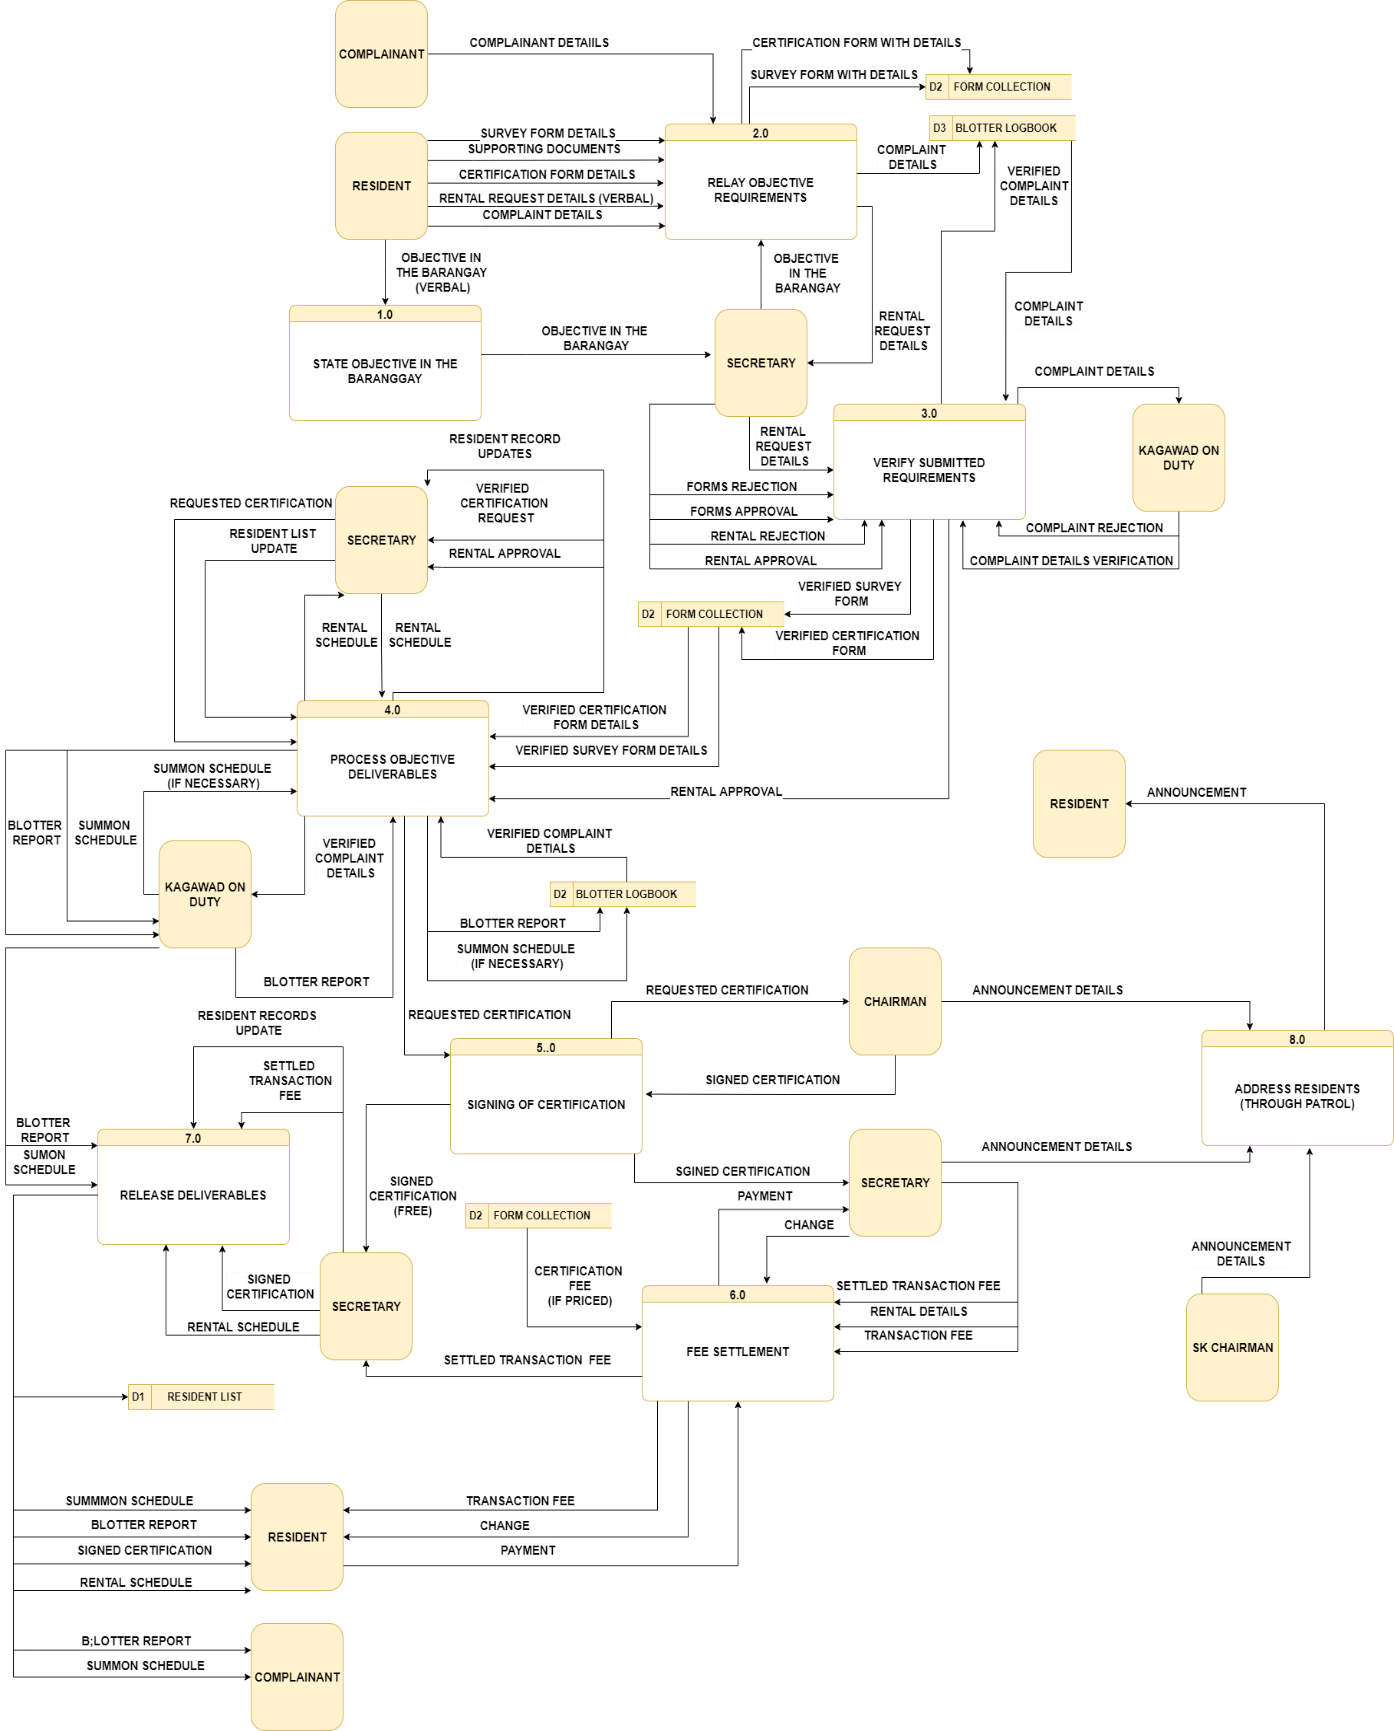 COMPLAINANT
COMPLAINANT DETAIILS
CERTIFICATION FORM WITH DETAILS
SURVEY FORM WITH DETAILS
D2 FORM COLLECTION
D3 BLOTTER LOGBOOK
RESIDENT
SURVEY FORM DETAILS
SUPPORTING DOCUMENTS
CERTIFICATION FORM DETAILS
RENTAL REQUEST DETAILS (VERBAL)
COMPLAINT DETAILS
2.0
RELAY OBJECTIVE
REQUIREMENTS
COMPLAINT
DETAILS
VERIFIED
COMPLAINT
DETAILS
OBJECTIVE IN
THE BARANGAY
(VERBAL)
OBJECTIVE
IN THE
BARANGAY
1.0
STATE OBJECTIVE IN THE
BARANGGAY
OBJECTIVE IN THE
BARANGAY
SECRETARY
RENTAL
REQUEST
DETAILS
COMPLAINT
DETAILS
COMPLAINT DETAILS
3.0
VERIFY SUBMITTED
REQUIREMENTS
KAGAWAD ON
DUTY
RENTAL
REQUEST
DETAILS
FORMS REJECTION
FORMS APPROVAL
RENTAL REJECTION
RENTAL APPROVAL
COMPLAINT REJECTION
COMPLAINT DETAILS VERIFICATION
RESIDENT RECORD
UPDATES
REQUESTED CERTIFICATION
RESIDENT LIST
UPDATE
SECRETARY
VERIFIED
CERTIFICATION
REQUEST
RENTAL APPROVAL
VERIFIED SURVEY
FORM
D2 FORM COLLECTION
VERIFIED CERTIFICATION
FORM
RENTAL
SCHEDULE
RENTAL
SCHEDULE
4.0
PROCESS OBJECTIVE
DELIVERABLES
VERIFIED CERTIFICATION
FORM DETAILS
VERIFIED SURVEY FORM DETAILS
RENTAL APPROVAL
SUMMON SCHEDULE
(IF NECESSARY)
BLOTTER
REPORT
SUMMON
SCHEDULE
RESIDENT
ANNOUNCEMENT
KAGAWAD ON
DUTY
VERIFIED
COMPLAINT
DETAILS
VERIFIED COMPLAINT
DETIALS
D2 BLOTTER LOGBOOK
BLOTTER REPORT
SUMMON SCHEDULE
(IF NECESSARY)
BLOTTER REPORT
REQUESTED CERTIFICATION
REQUESTED CERTIFICATION
CHAIRMAN
ANNOUNCEMENT DETAILS
RESIDENT RECORDS
UPDATE
SETTLED
TRANSACTION
FEE
5..0
SIGNING OF CERTIFICATION
SIGNED CERTIFICATION
8.0
ADDRESS RESIDENTS
(THROUGH PATROL)
BLOTTER
REPORT
SUMON
SCHEDULE
7.0
RELEASE DELIVERABLES
SIGNED
CERTIFICATION
(FREE)
SGINED CERTIFICATION
SECRETARY
ANNOUNCEMENT DETAILS
PAYMENT
CHANGE
D2 FORM COLLECTION
CERTIFICATION
FEE
(IF PRICED)
SIGNED
CERTIFICATION
RENTAL SCHEDULE
SECRETARY
6.0
FEE SETTLEMENT
SETTLED TRANSACTION FEE
RENTAL DETAILS
TRANSACTION FEE
ANNOUNCEMENT
DETAILS
SK CHAIRMAN
SETTLED TRANSACTION FEE
D1 RESIDENT LIST
SUMMMON SCHEDULE
BLOTTER REPORT
SIGNED CERTIFICATION
RENTAL SCHEDULE
RESIDENT
TRANSACTION FEE
CHANGE
PAYMENT
B;LOTTER REPORT
SUMMON SCHEDULE
COMPLAINANT